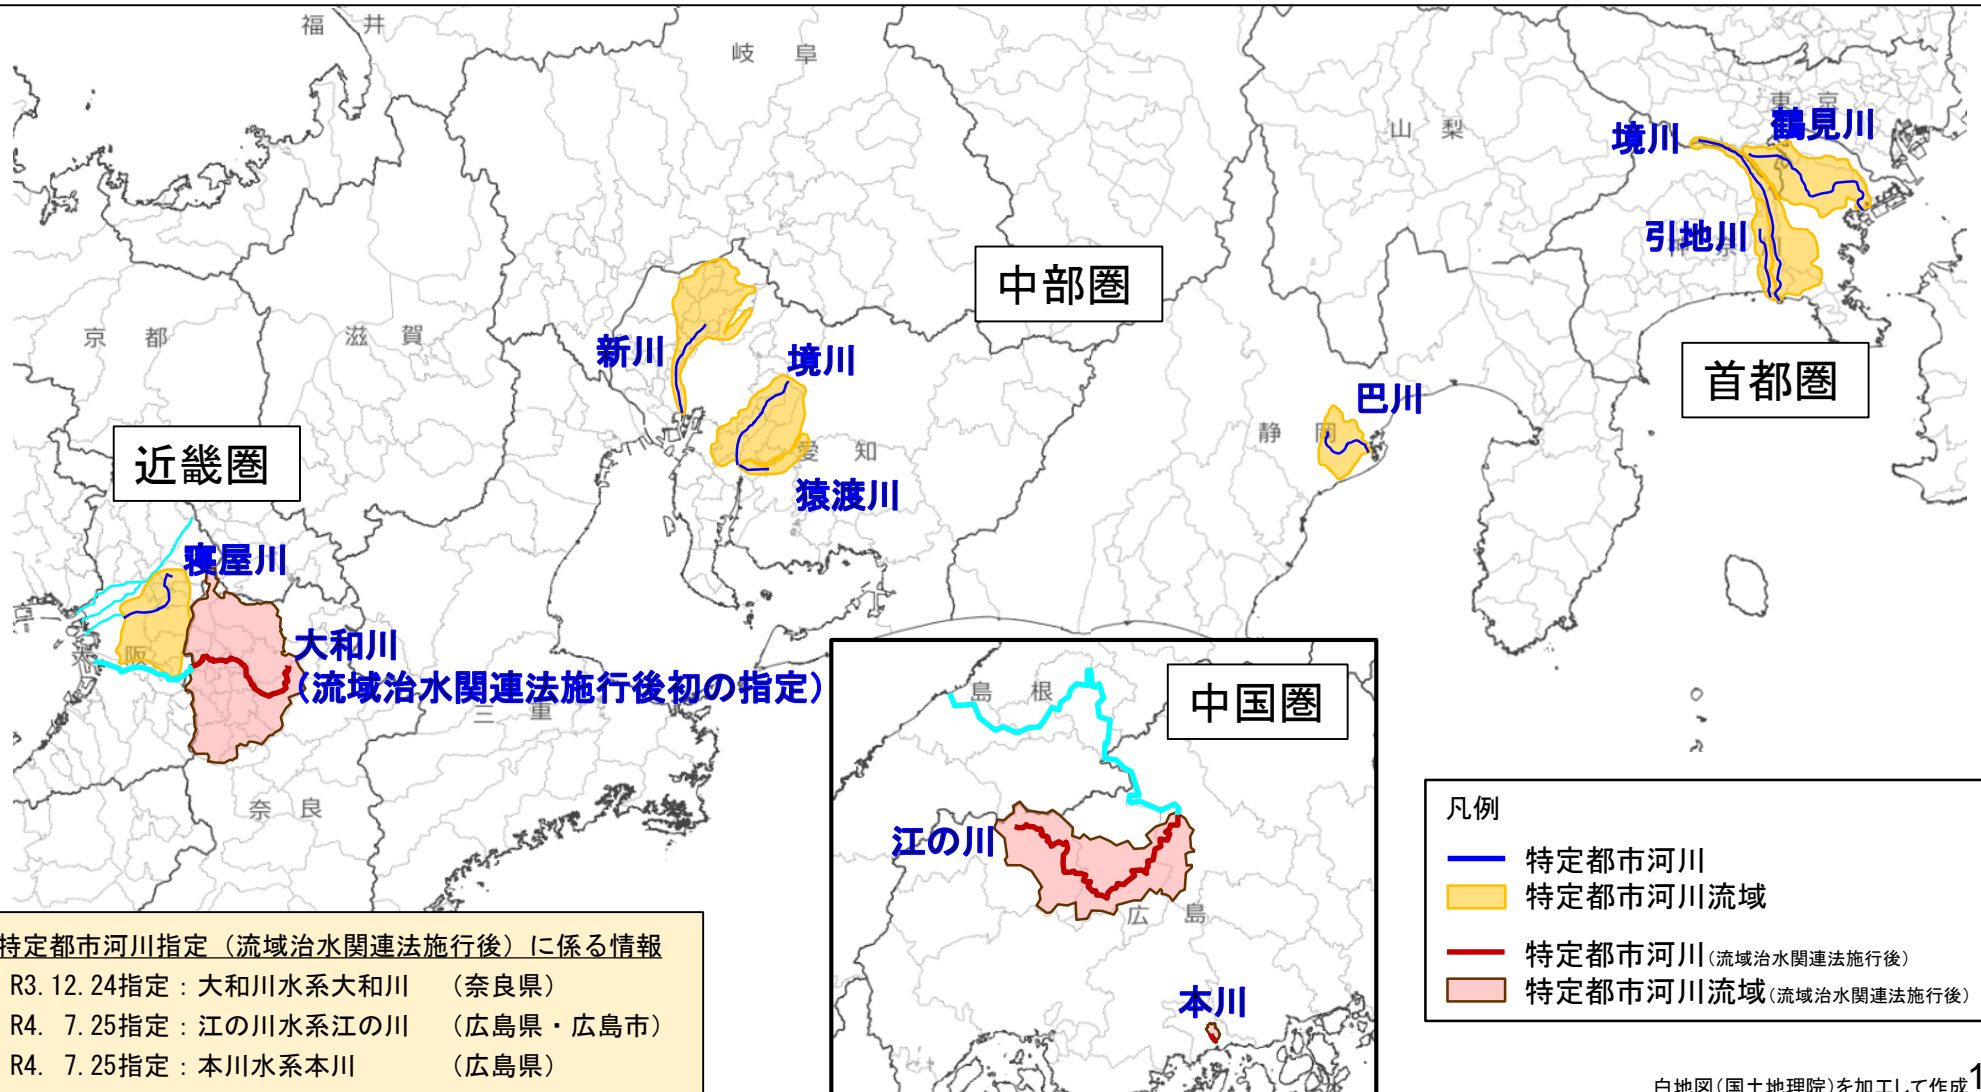 福井
岐阜
東京
山梨
境川
鶴見川
引地川
神奈川
中部圏
京都
滋賀
新川
境川
首都圏
巴川
静岡
近畿圏
愛知
猿渡川
寝屋川
大和川
(流域治水関連法施行後初の指定)
大阪
三重
島根
中国圏
奈良
江の川
広島
本川
凡例
特定都市河川
特定都市河川流域
特定都市河川(流域治水関連法施行後)
特定都市河川流域(流域治水関連法施行後)
特定都市河川指定(流域治水関連法施行後)に係る情報
R3.12.24指定:大和川水系大和川 (奈良県)
R4. 7.25指定:江の川水系江の川 (広島県・広島市)
R4. 7.25指定:本川水系本川 (広島県)
白地図(国土地理院)を加工して作成
1